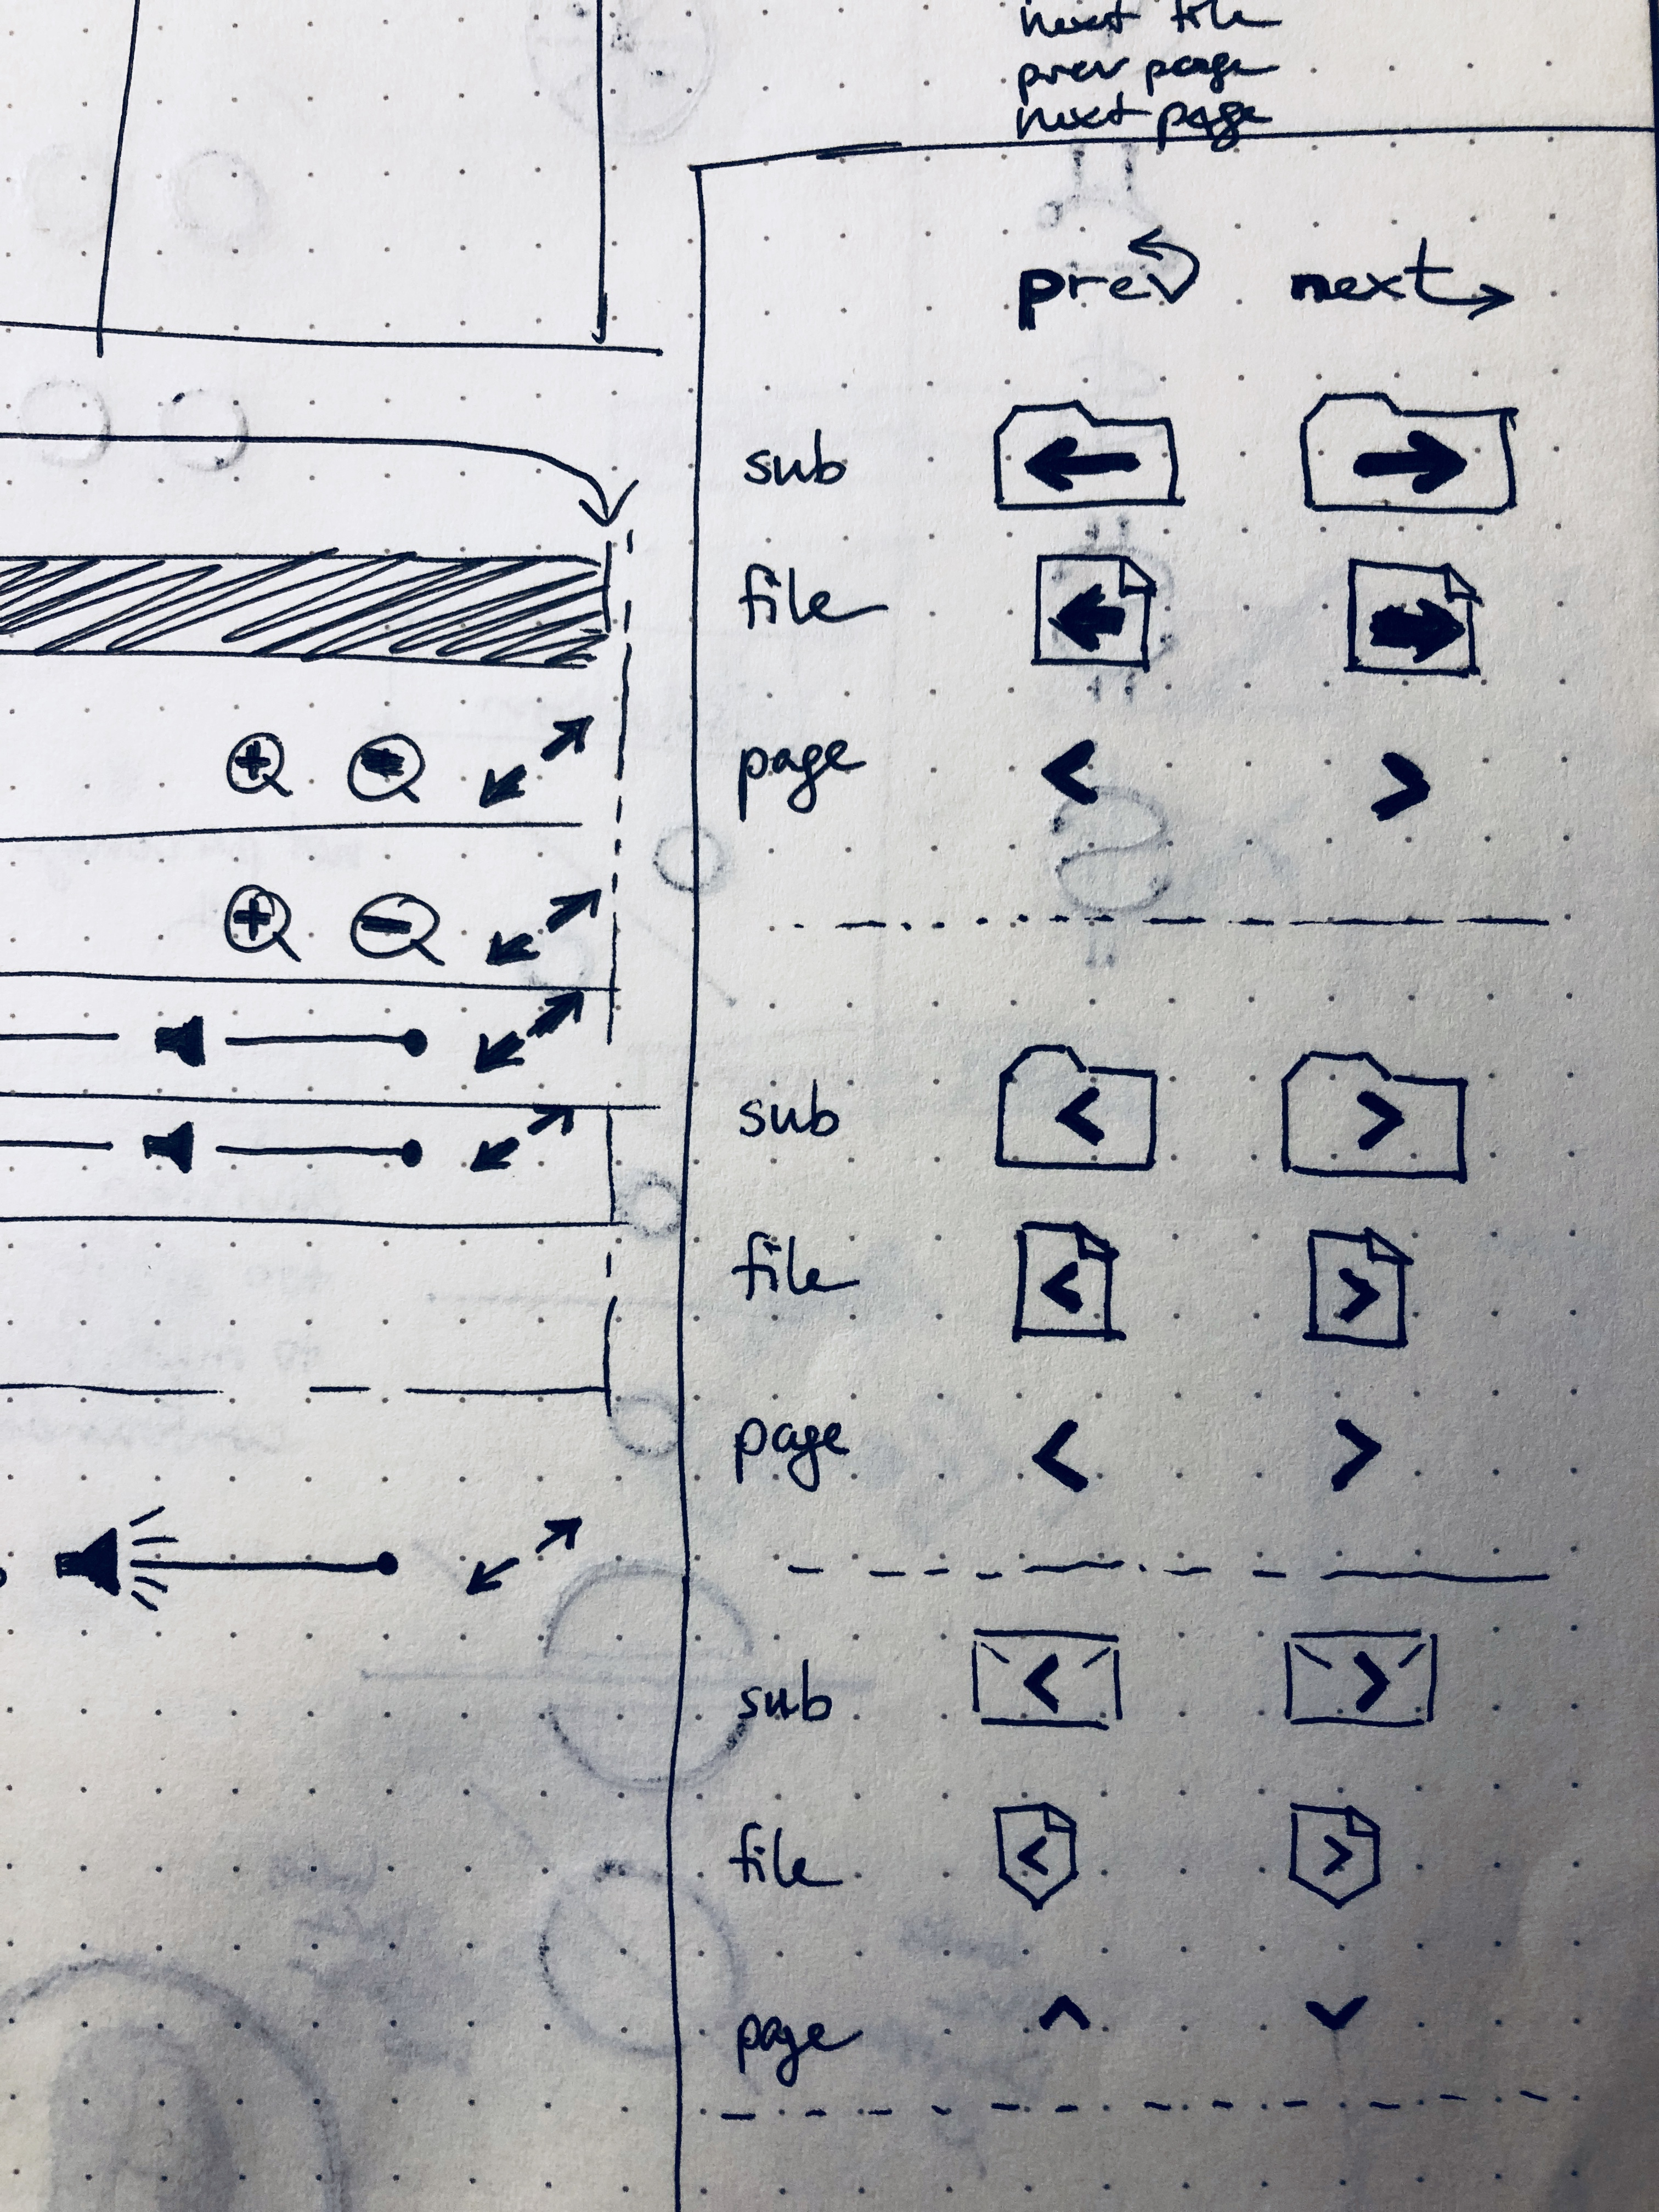 next file
prev page
next page
prev next
sub
file
page
sub
file
page
sub
file
page